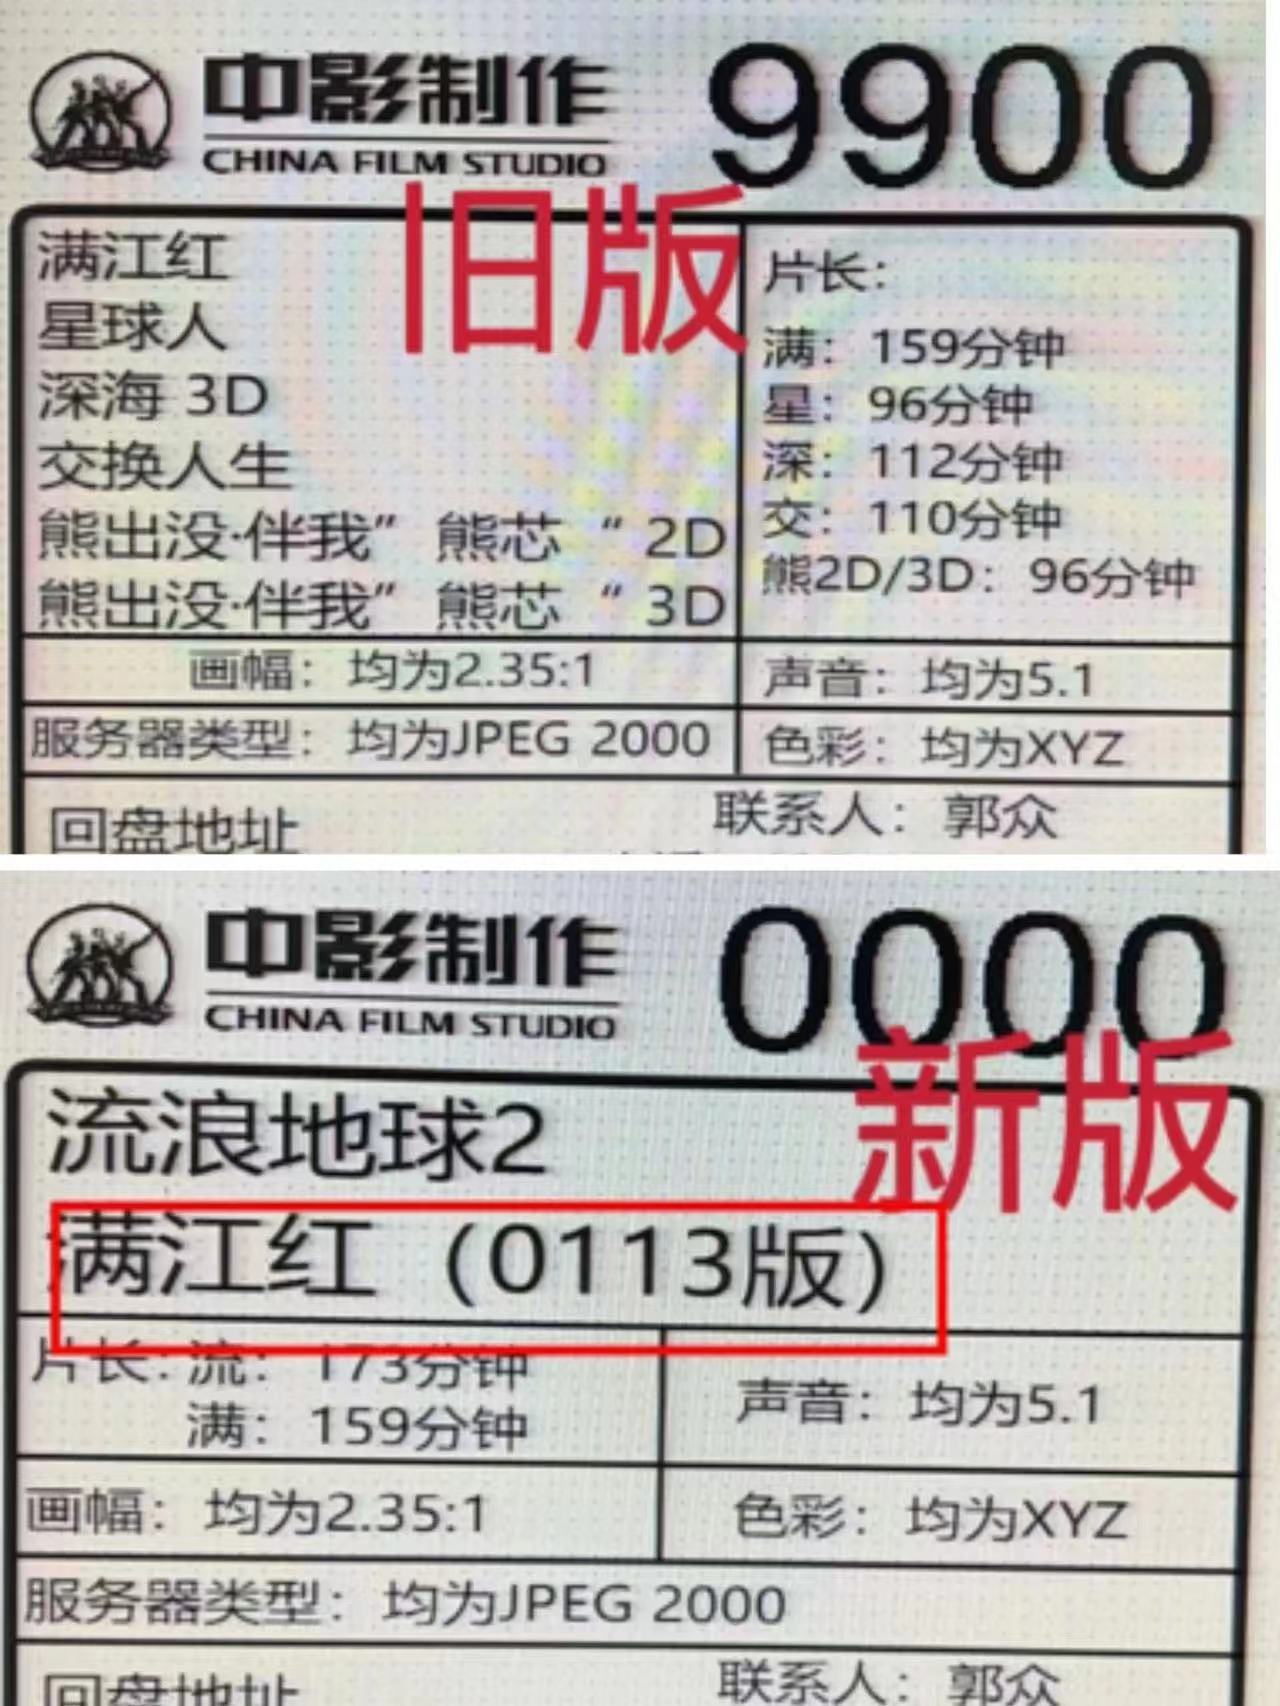 中影制作
CHINA FILM STUDIO
9900
旧版
满江红
星球人
深海 3D
交换人生
熊出没·伴我” 熊芯 “ 2D
熊出没·伴我” 熊芯 “ 3D
片长：
满：159分钟
星：96分钟
深：112分钟
交：110分钟
熊2D/3D：96分钟
画幅：均为2.35:1
声音：均为5.1
服务器类型：均为JPEG 2000
色彩：均为XYZ
回盘地址
联系人：郭众
中影制作
CHINA FILM STUDIO
0000
新版
流浪地球2
满江红（0113版）
片长：流：173分钟
满：159分钟
声音：均为5.1
画幅：均为2.35:1
色彩：均为XYZ
服务器类型：均为JPEG 2000
回盘地址
联系人：郭众